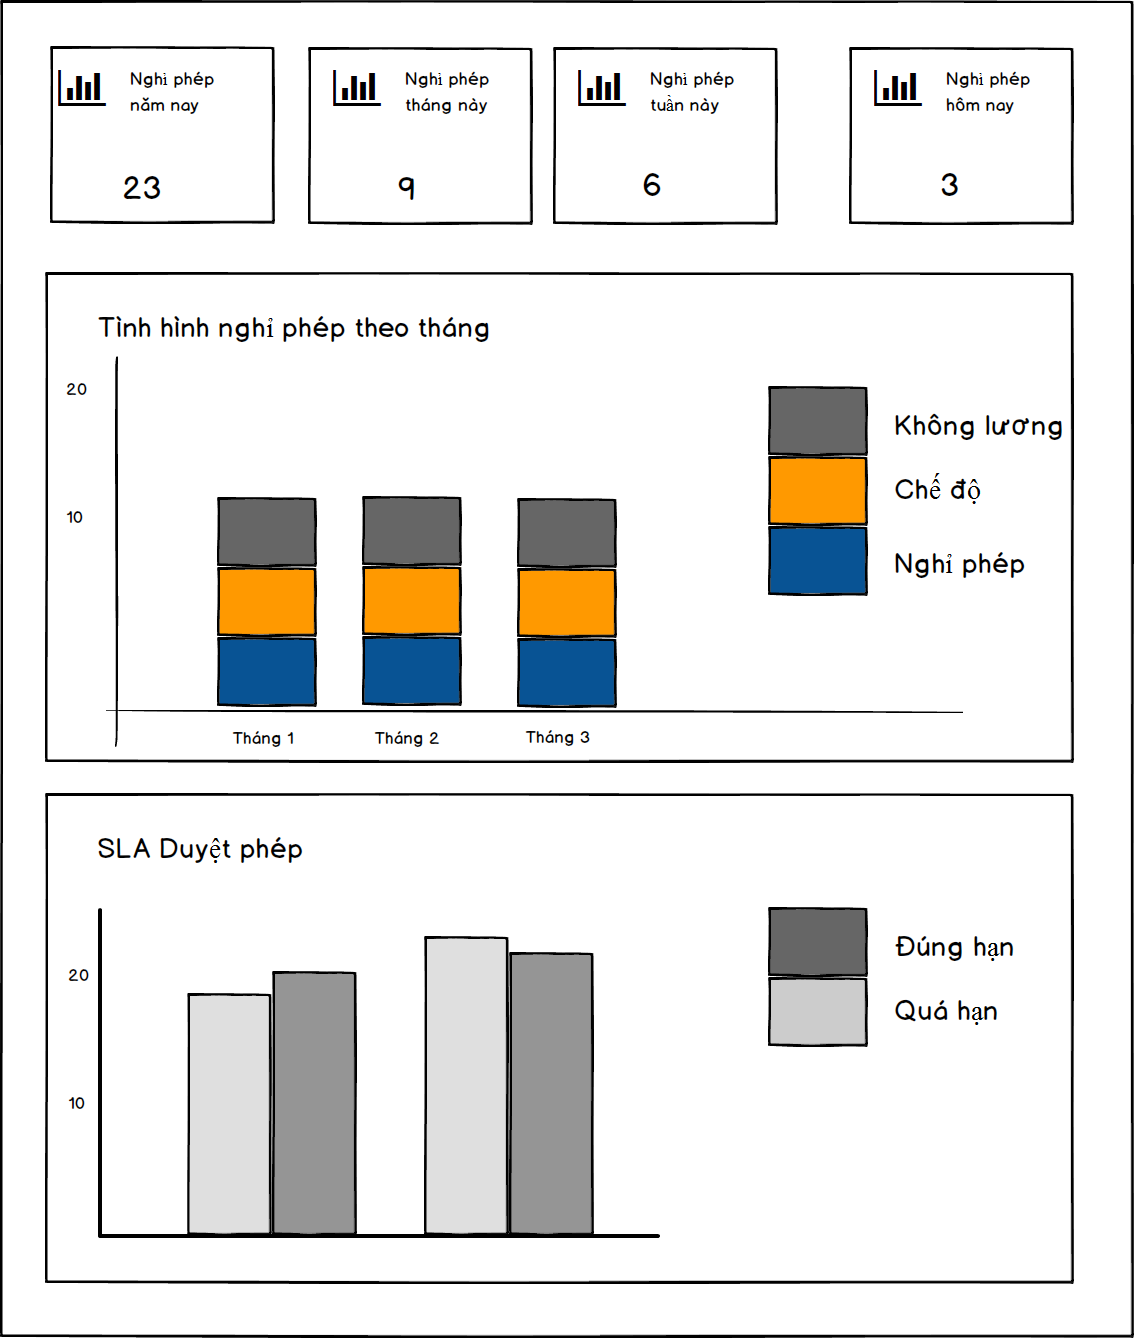 Nghỉ phép
năm nay
23
Nghỉ phép
tháng này
9
Nghỉ phép
tuần này
6
Nghỉ phép
hôm nay
3
Tình hình nghỉ phép theo tháng
20
10
Tháng 1
Tháng 2
Tháng 3
Không lương
Chế độ
Nghỉ phép
SLA Duyệt phép
20
10
Đúng hạn
Quá hạn